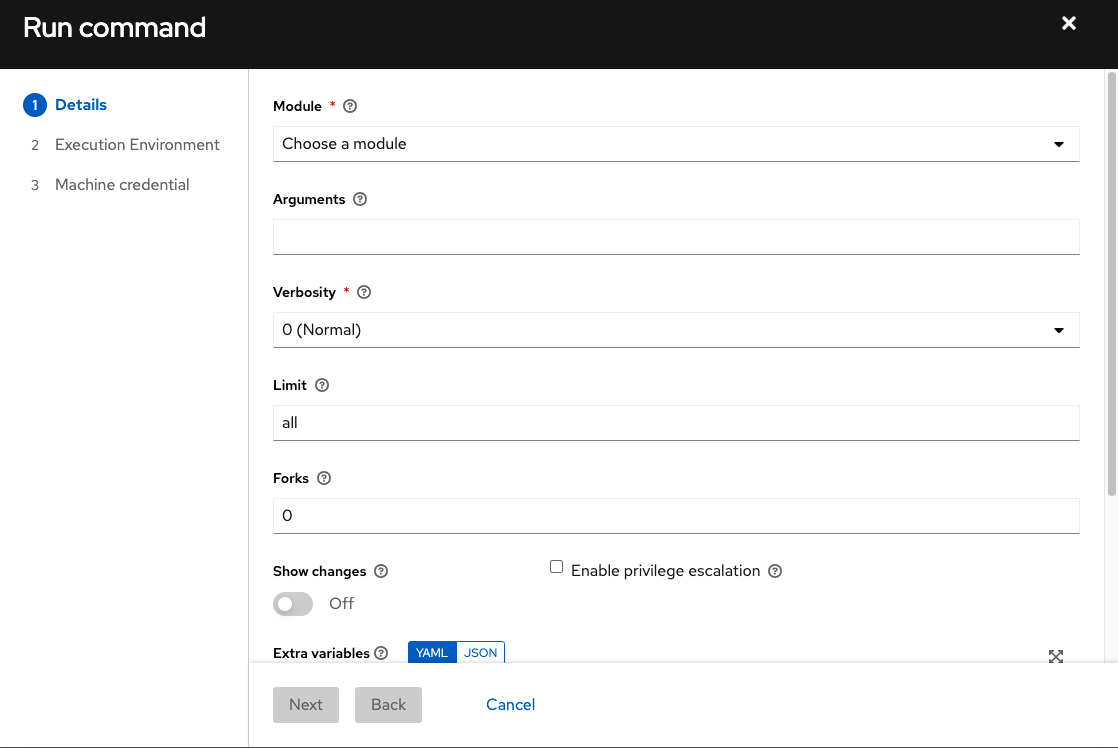 Run command
1 Details
2 Execution Environment
3 Machine credential
Module *
Choose a module
Arguments
Verbosity *
0 (Normal)
Limit
all
Forks
0
Show changes
Enable privilege escalation
Off
Extra variables YAML JSON
Next Back Cancel